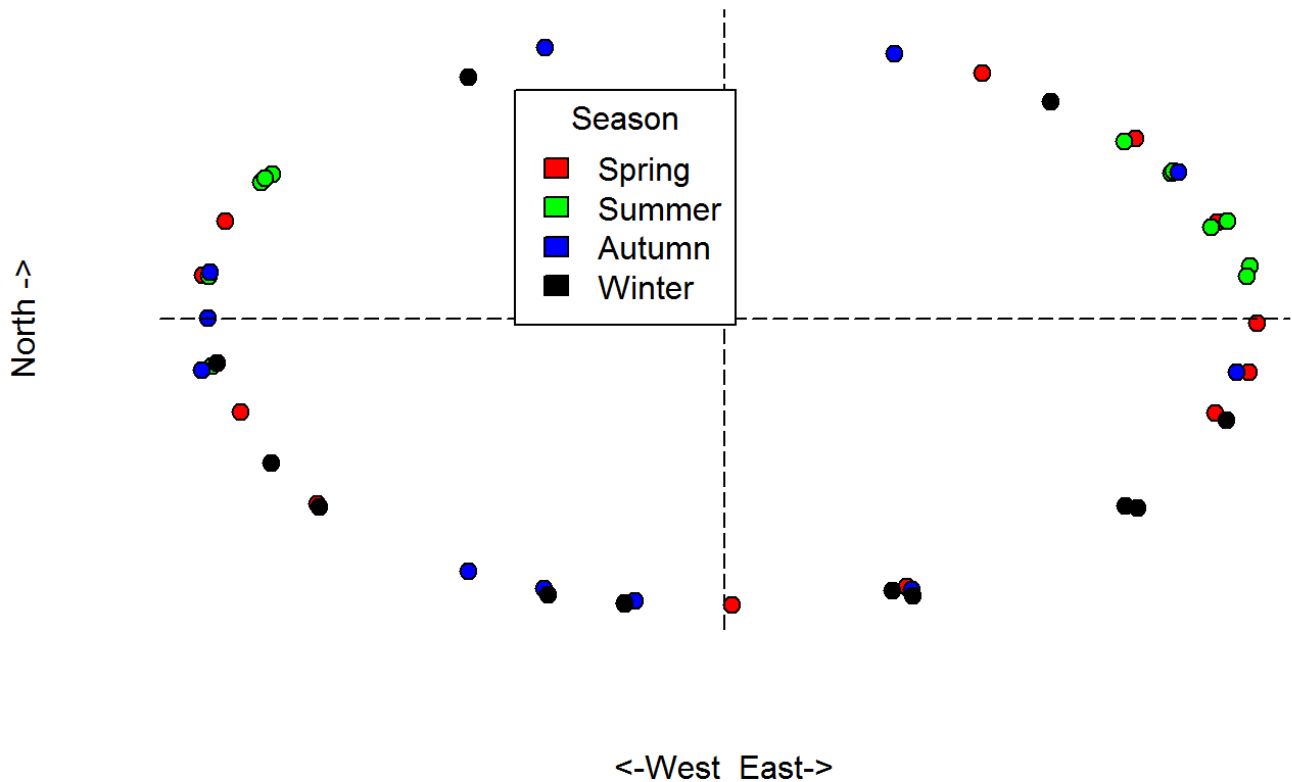 Season
Spring
Summer
Autumn
Winter
North ->
<-West East->